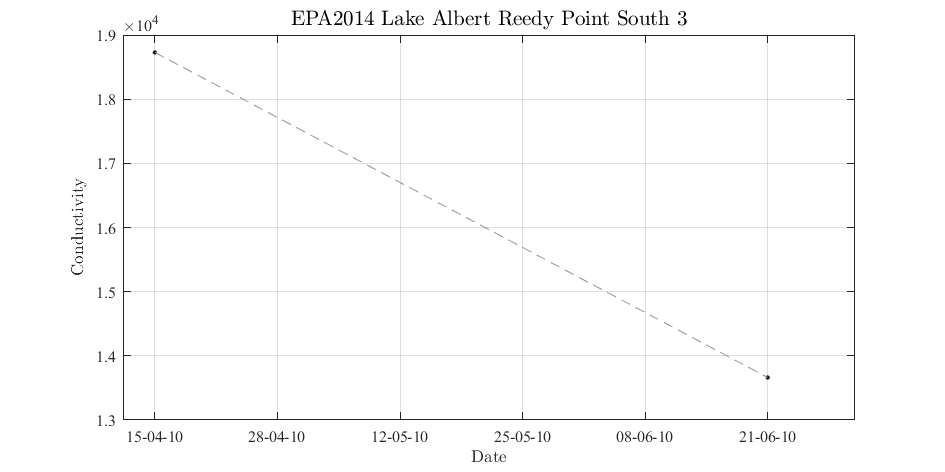 EPA2014 Lake Albert Reedy Point South 3
×10⁴
1.9
1.8
1.7
1.6
1.5
1.4
1.3
Conductivity
15-04-10 28-04-10 12-05-10 25-05-10 08-06-10 21-06-10
Date